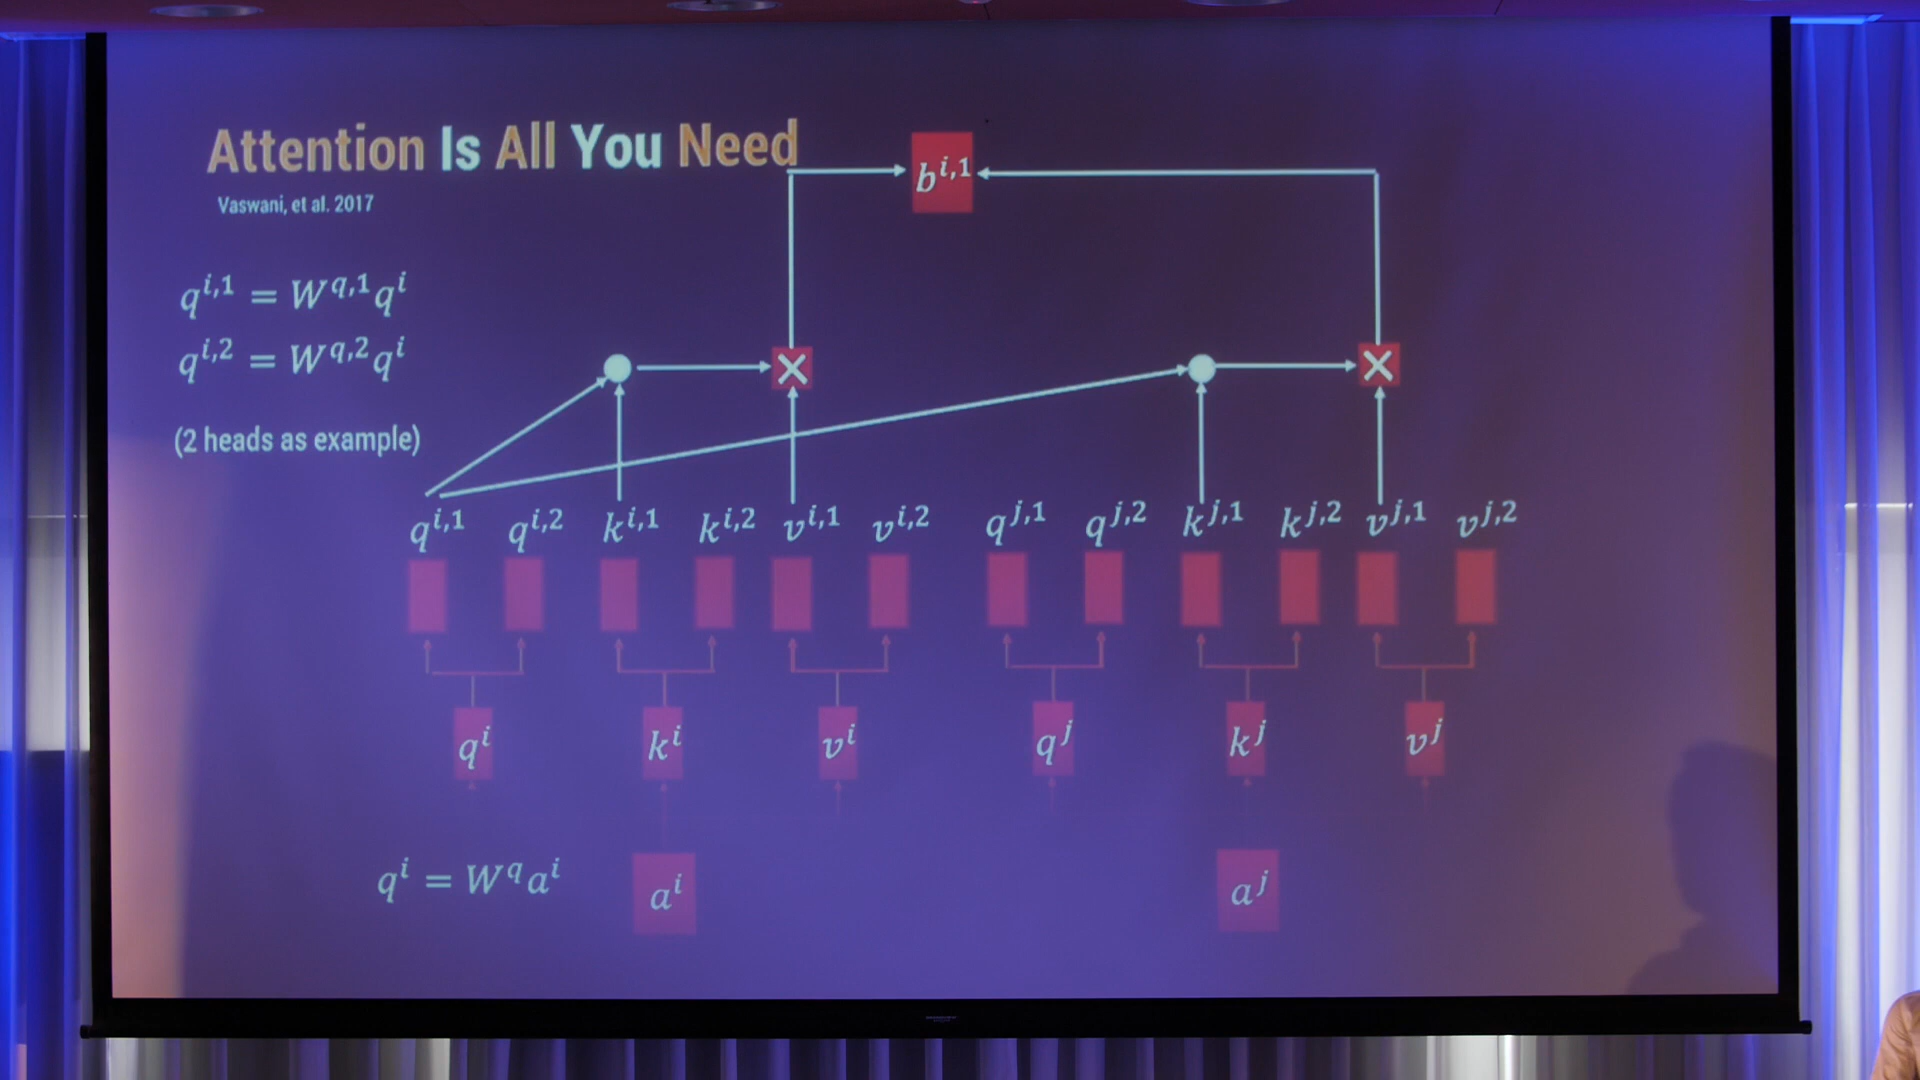 Attention Is All You Need
Vaswani, et al. 2017
b^{i,1}
q^{i,1} = W^{q,1} q^i
q^{i,2} = W^{q,2} q^i
(2 heads as example)
q^{i,1} q^{i,2} k^{i,1} k^{i,2} v^{i,1} v^{i,2} q^{j,1} q^{j,2} k^{j,1} k^{j,2} v^{j,1} v^{j,2}
q^i k^i v^i q^j k^j v^j
q^i = W^q a^i a^i a^j